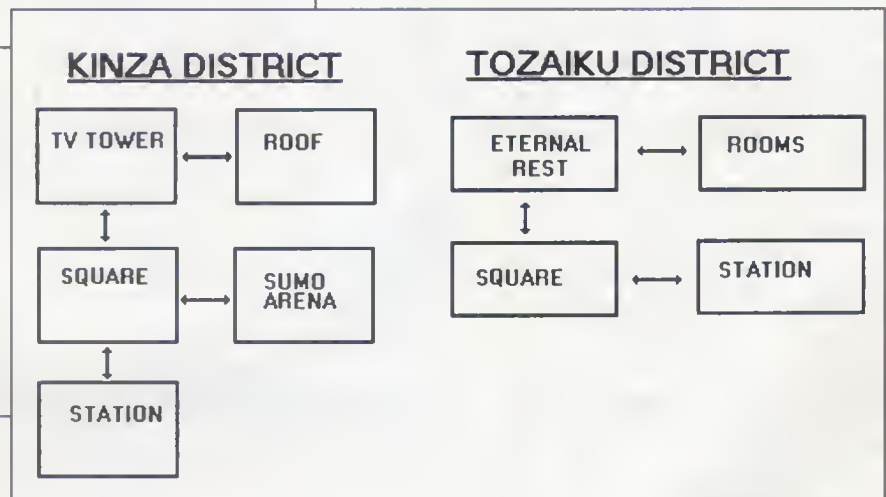 KINZA DISTRICT
TV TOWER
ROOF
SQUARE
SUMO
ARENA
STATION
TOZAIKU DISTRICT
ETERNAL
REST
ROOMS
SQUARE
STATION